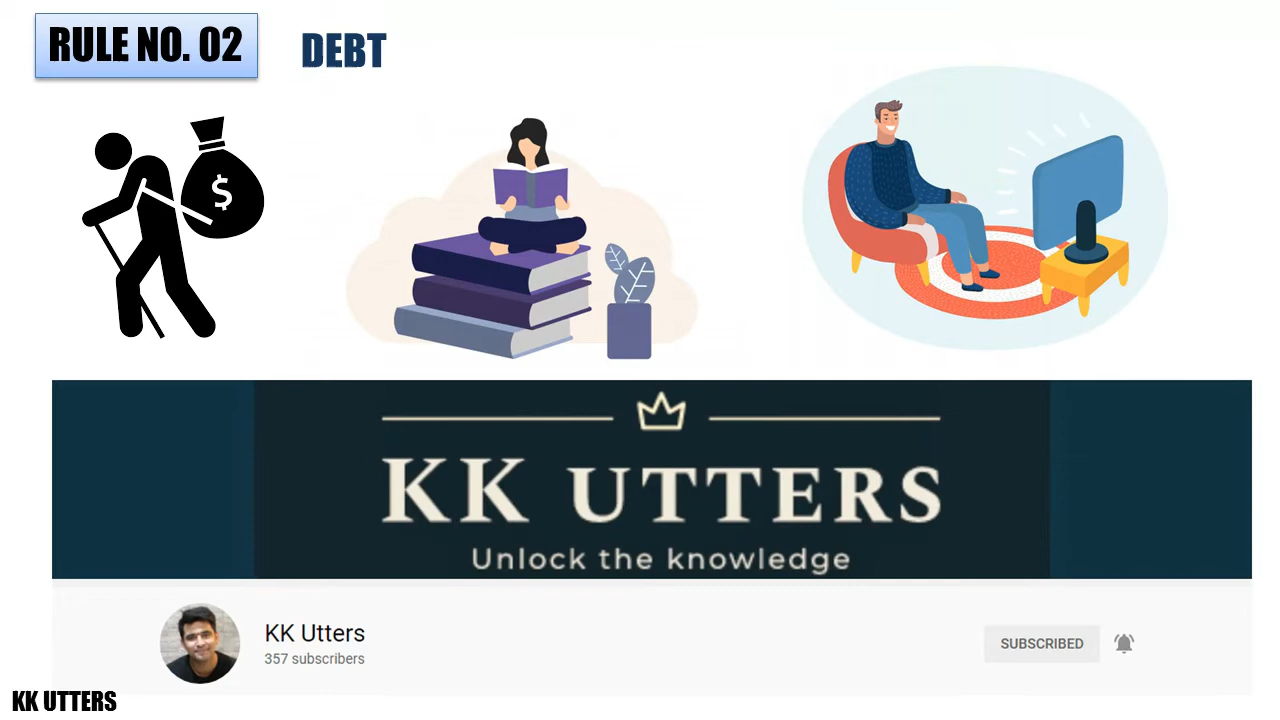 RULE NO. 02
DEBT
$
KK UTTERS
Unlock the knowledge
KK Utters
357 subscribers
SUBSCRIBED
KK UTTERS